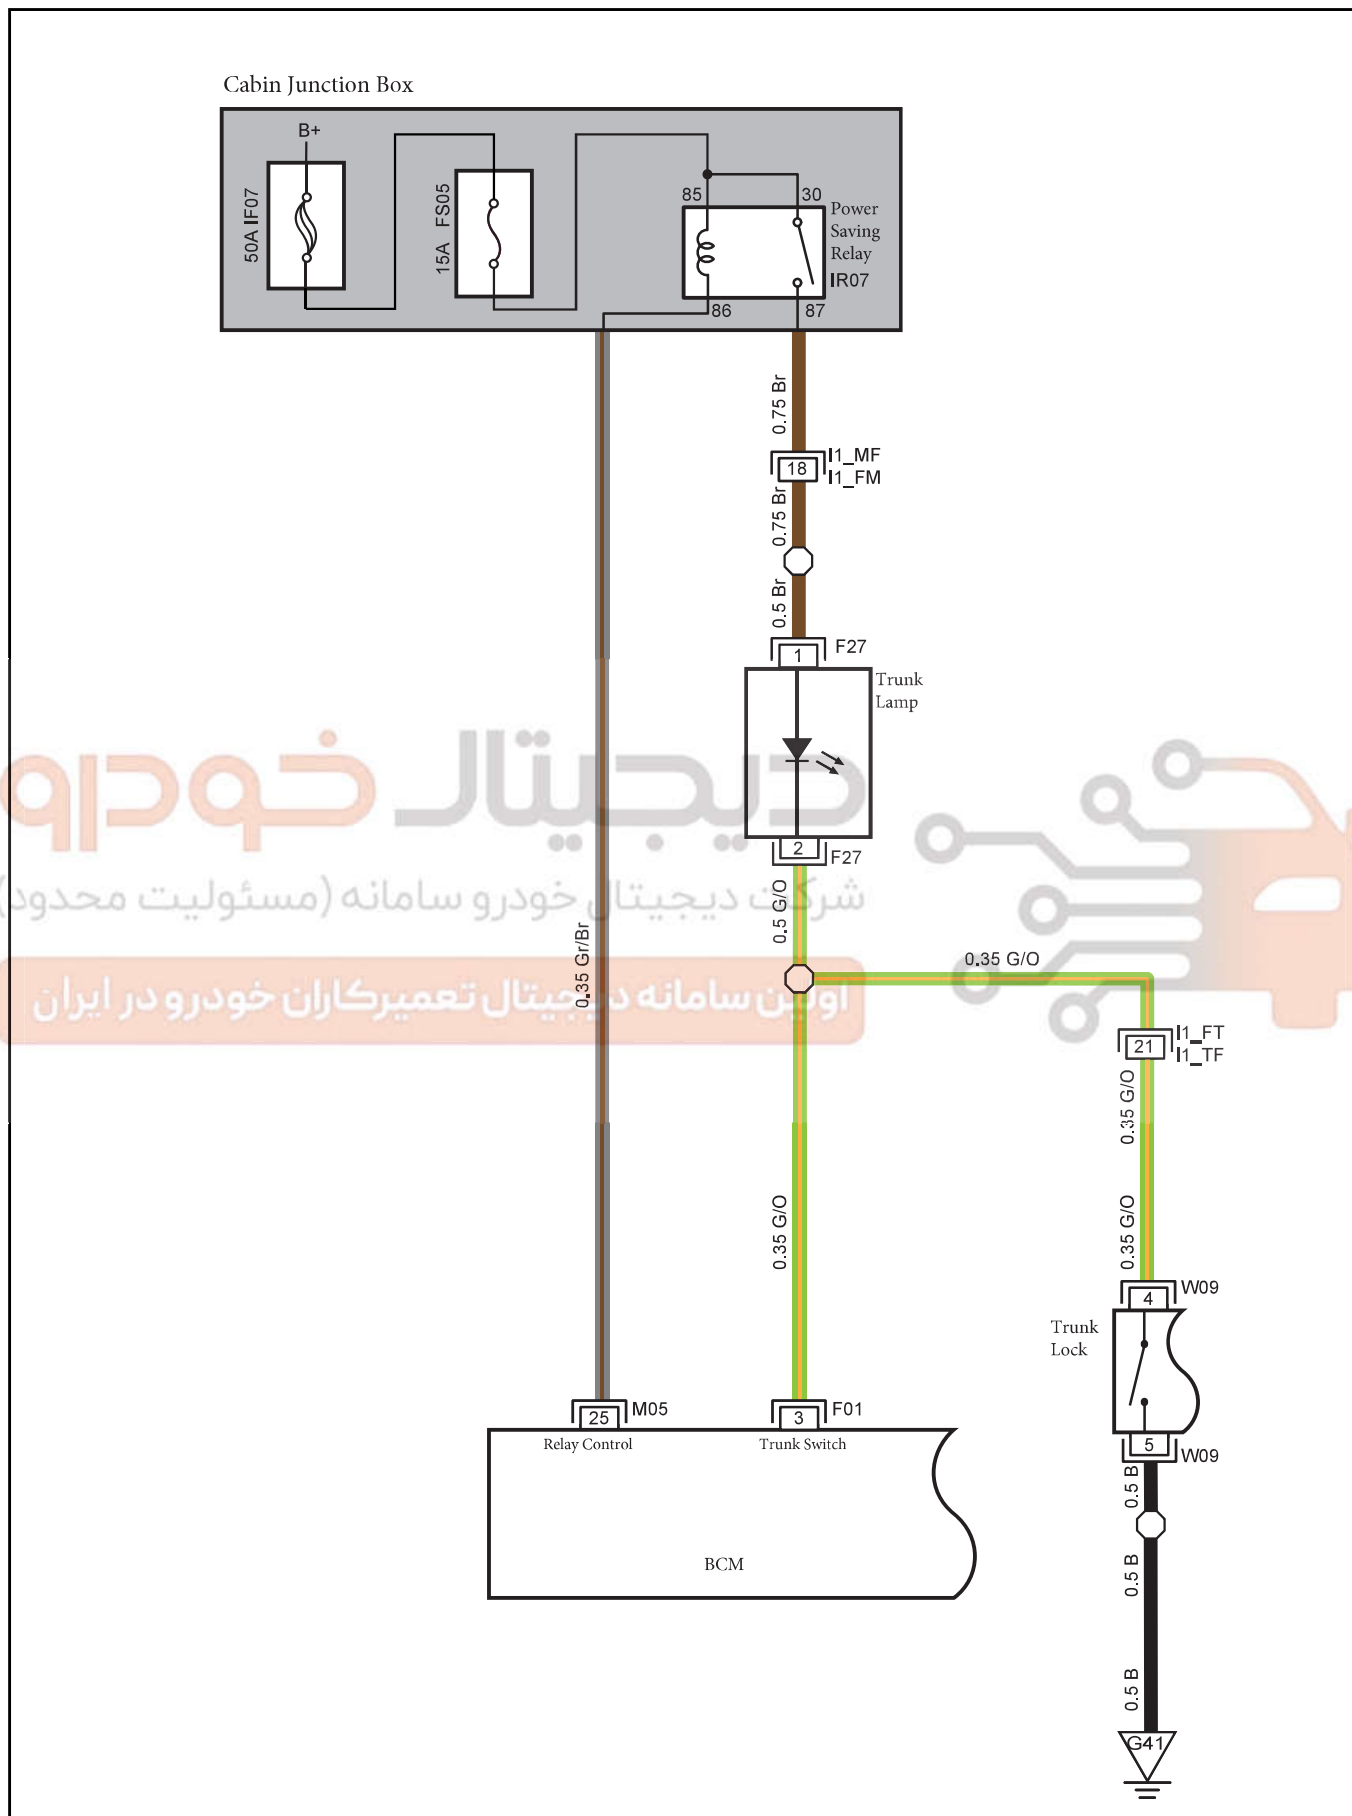 Cabin Junction Box
B+
50A IF07
15A FS05
85
30
Power
Saving
Relay
IR07
86
87
0.75 Br
18
I1_MF
I1_FM
0.75 Br
0.5 Br
1
F27
Trunk
Lamp
دیجیتال خودرو
2
F27
شرکت دیجیتال خودرو سامانه (مسئولیت محدود)
0.5 G/O
0.35 Gr/Br
0.35 G/O
اولین سامانه دیجیتال تعمیرکاران خودرو در ایران
21
I1_FT
I1_TF
0.35 G/O
0.35 G/O
0.35 G/O
4
W09
Trunk
Lock
25
M05
3
F01
Relay Control
Trunk Switch
5
W09
0.5 B
BCM
0.5 B
0.5 B
G41